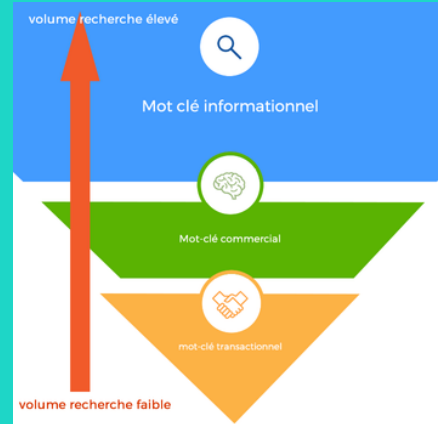 volume recherche élevé
Mot clé informationnel
Mot-clé commercial
mot-clé transactionnel
volume recherche faible